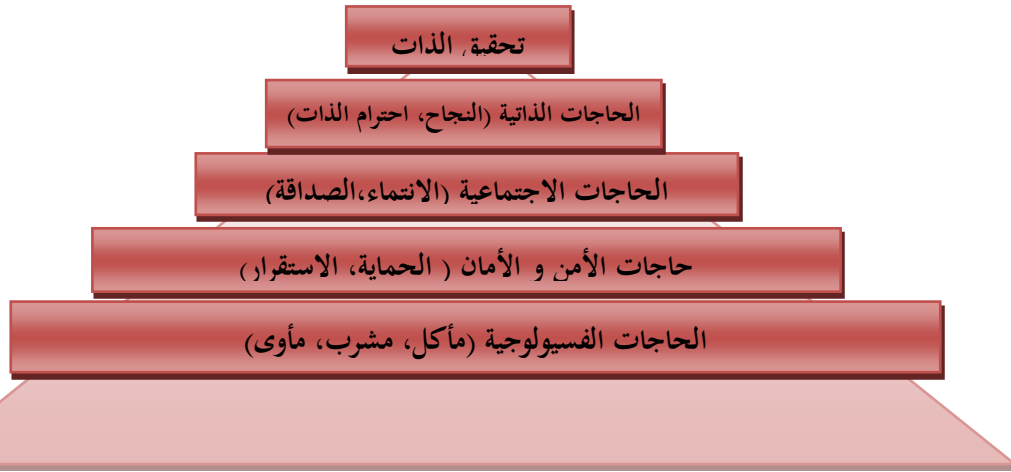 تحقيق الذات
الحاجات الذاتية (النجاح، احترام الذات)
الحاجات الاجتماعية (الانتماء،الصداقة)
حاجات الأمن و الأمان ( الحماية، الاستقرار)
الحاجات الفسيولوجية (مأكل، مشرب، مأوى)